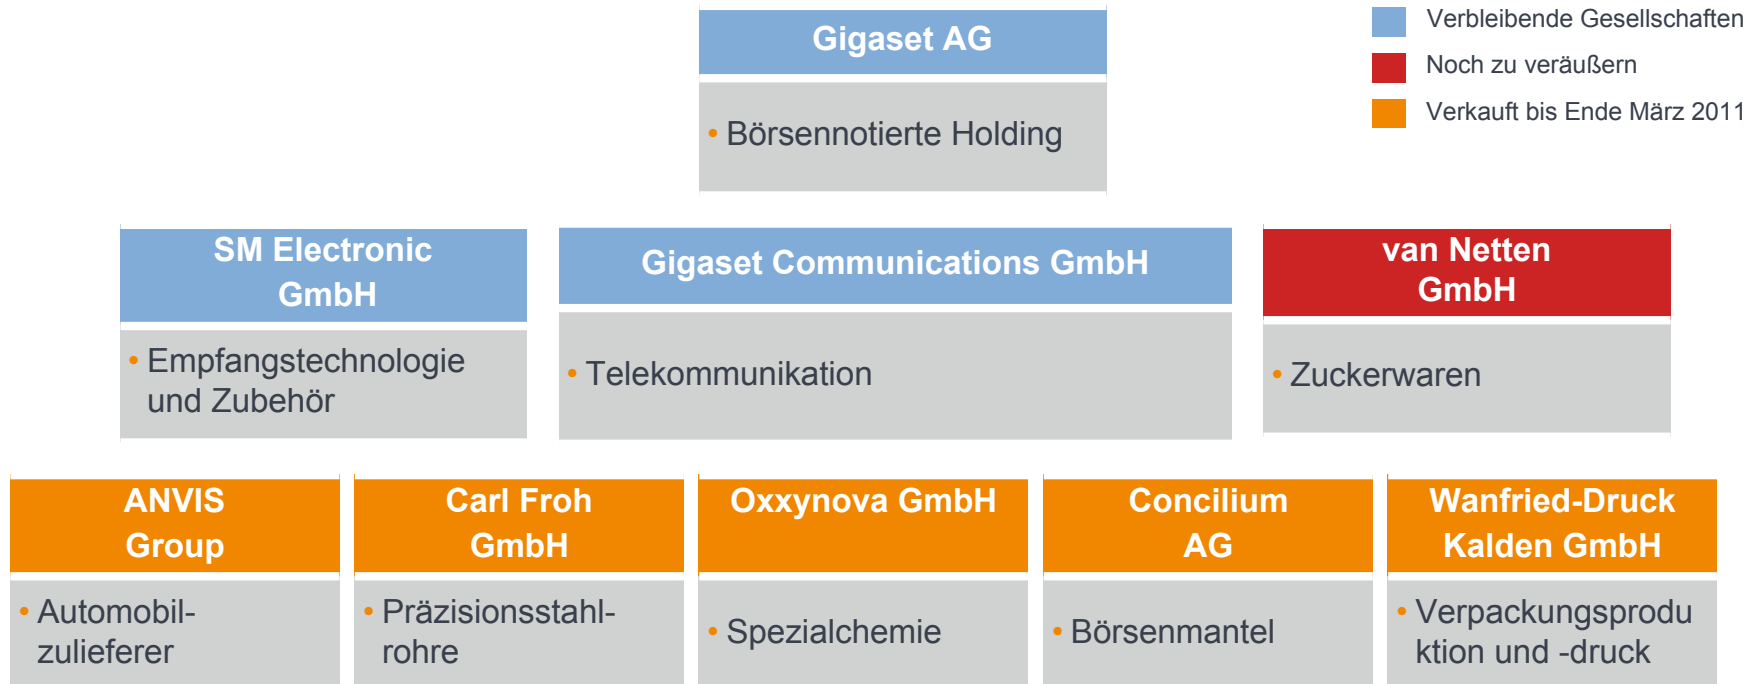 Gigaset AG
• Börsennotierte Holding
Verbleibende Gesellschaften
Noch zu veräußern
Verkauft bis Ende März 2011
SM Electronic
GmbH
• Empfangstechnologie
und Zubehör
Gigaset Communications GmbH
• Telekommunikation
van Netten
GmbH
• Zuckerwaren
ANVIS
Group
• Automobil-
zulieferer
Carl Froh
GmbH
• Präzisionsstahl-
rohre
Oxxynova GmbH
• Spezialchemie
Concilium
AG
• Börsenmantel
Wanfried-Druck
Kalden GmbH
• Verpackungsprodu
ktion und -druck